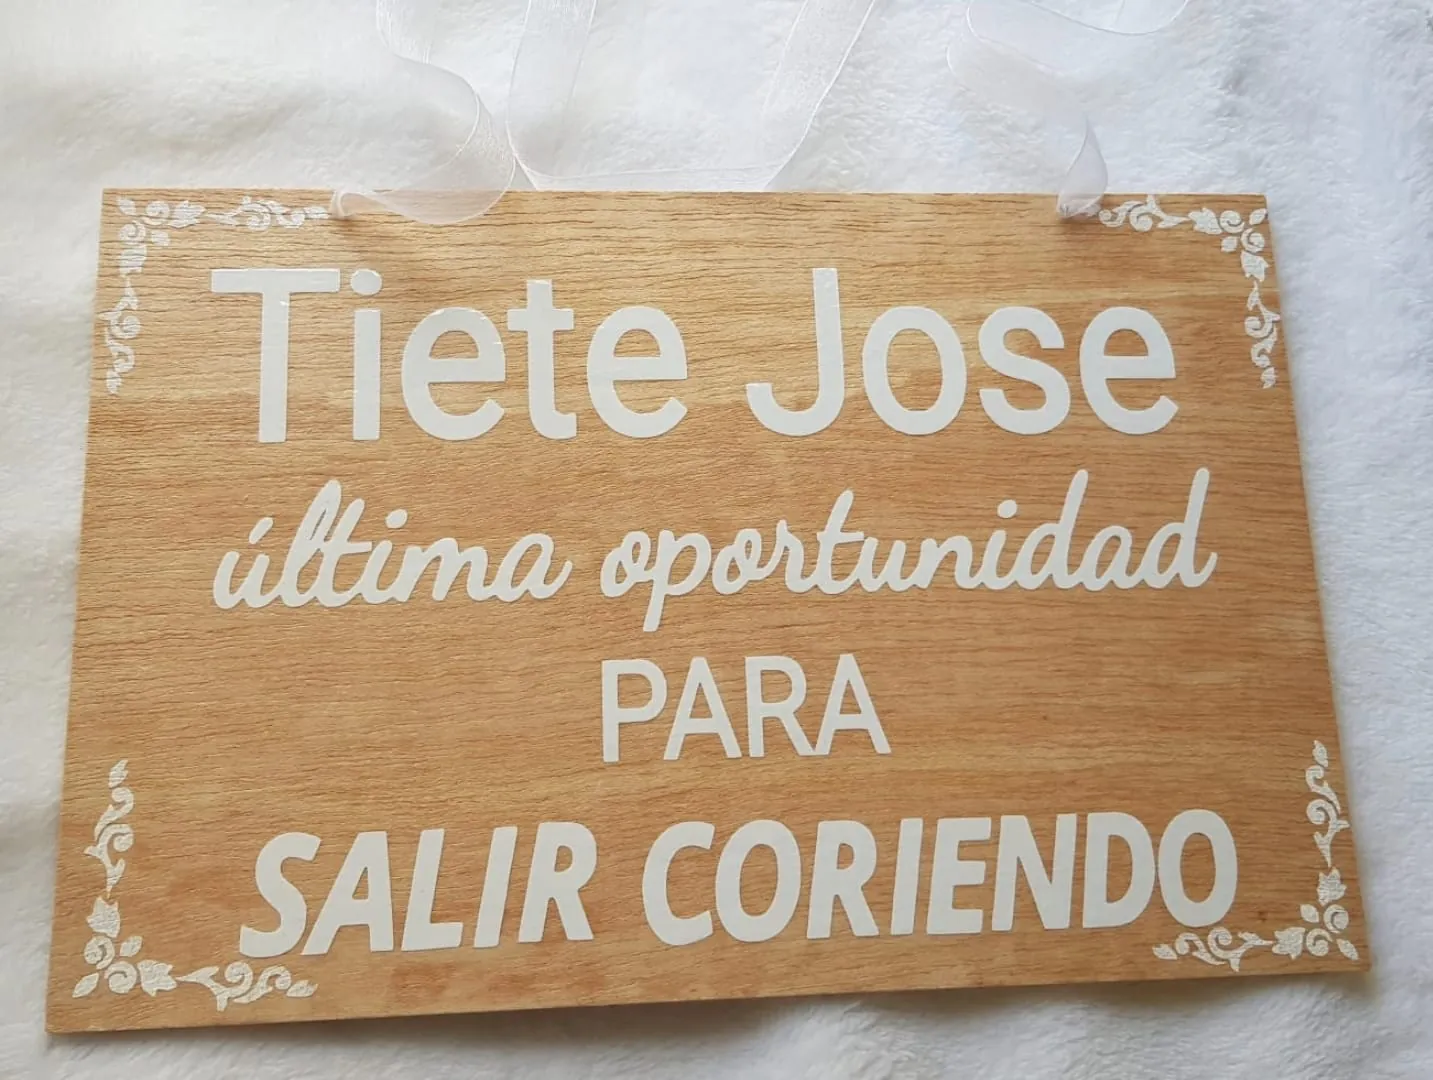 Tiete Jose
última oportunidad
PARA
SALIR CORIENDO